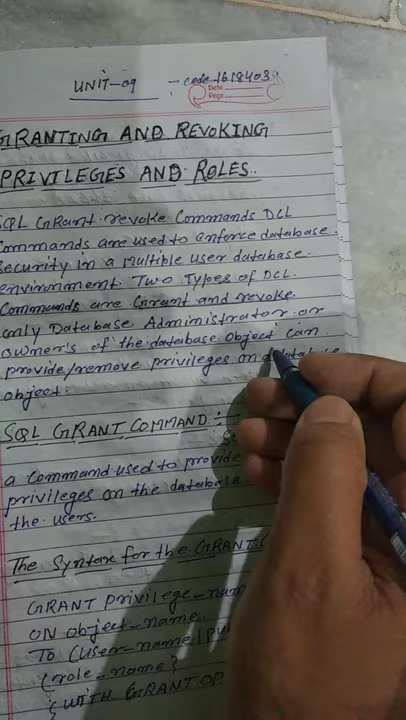 UNIT-09 - code 1618403
Date
Page
GRANTING AND REVOKING
PRIVILEGES AND ROLES.
SQL GRant revoke Commands DCL
Commands are used to enforce database
Security in a multiple user database
environment. Two Types of DCL
Commands are Grant and revoke.
only Database Administrator or
owner's of the database object can
provide/remove privileges on
object.
SQL GRANT COMMAND:
a Command used to provide
privileges on the database
the users.
The Syntax for the GRANT
GRANT privilege-nam
ON object-name
TO {user-name |
{role-name}
{WITH GRANT OP